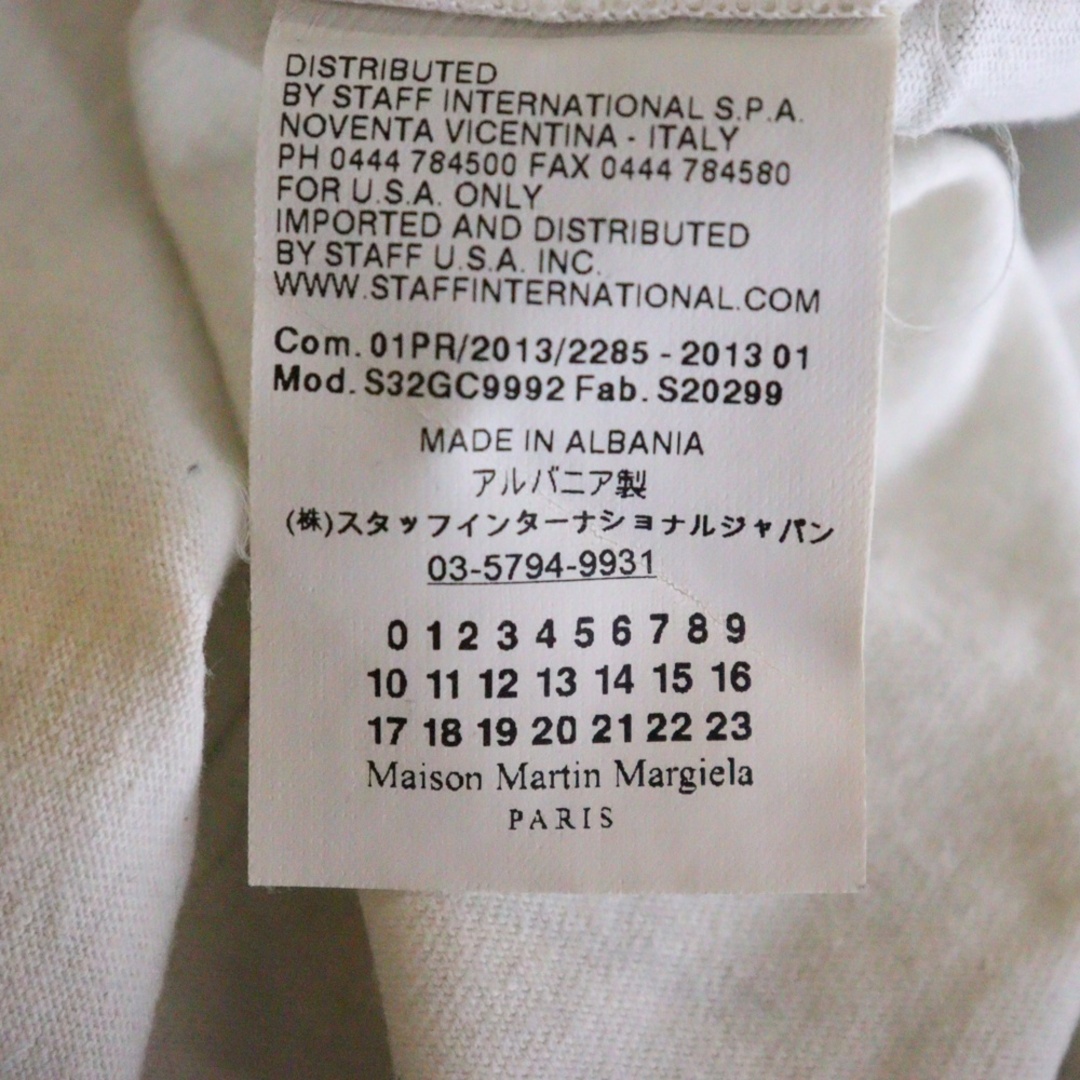 DISTRIBUTED
BY STAFF INTERNATIONAL S.P.A.
NOVENTA VICENTINA - ITALY
PH 0444 784500 FAX 0444 784580
FOR U.S.A. ONLY
IMPORTED AND DISTRIBUTED
BY STAFF U.S.A. INC.
WWW.STAFFINTERNATIONAL.COM
Com. 01PR/2013/2285 - 2013 01
Mod. S32GC9992 Fab. S20299
MADE IN ALBANIA
アルバニア製
(株)スタッフインターナショナルジャパン
03-5794-9931
0 1 2 3 4 5 6 7 8 9
10 11 12 13 14 15 16
17 18 19 20 21 22 23
Maison Martin Margiela
PARIS